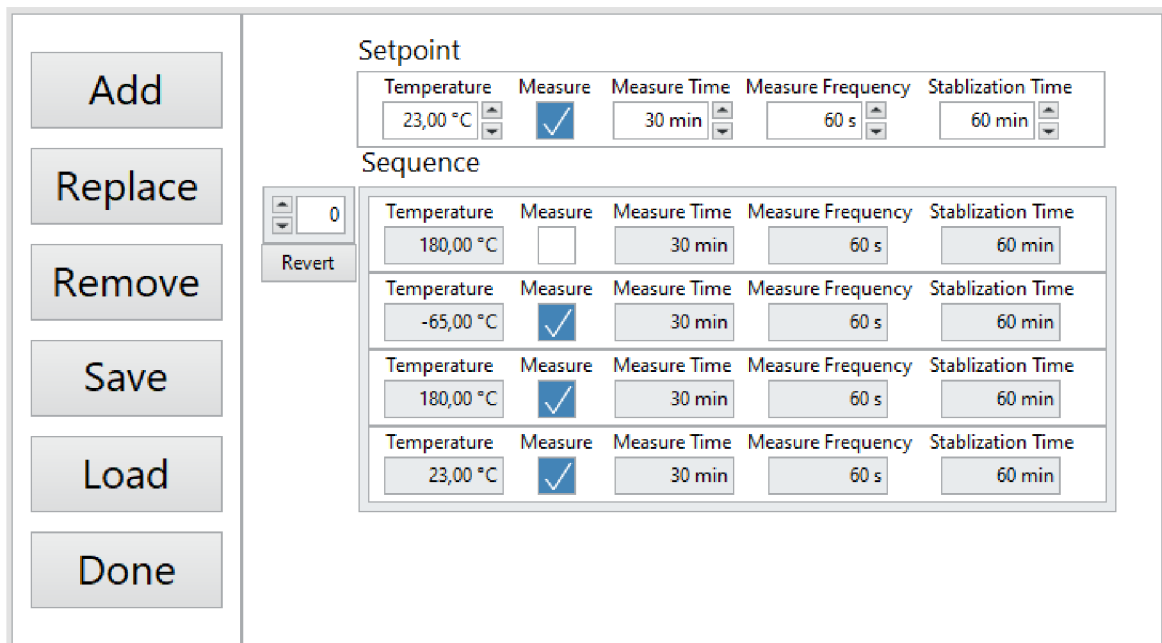 Add
Replace
Remove
Save
Load
Done
Setpoint
Temperature Measure Measure Time Measure Frequency Stablization Time
23,00 °C 30 min 60 s 60 min
Sequence
0
Revert
Temperature Measure Measure Time Measure Frequency Stablization Time
180,00 °C 30 min 60 s 60 min
Temperature Measure Measure Time Measure Frequency Stablization Time
-65,00 °C 30 min 60 s 60 min
Temperature Measure Measure Time Measure Frequency Stablization Time
180,00 °C 30 min 60 s 60 min
Temperature Measure Measure Time Measure Frequency Stablization Time
23,00 °C 30 min 60 s 60 min